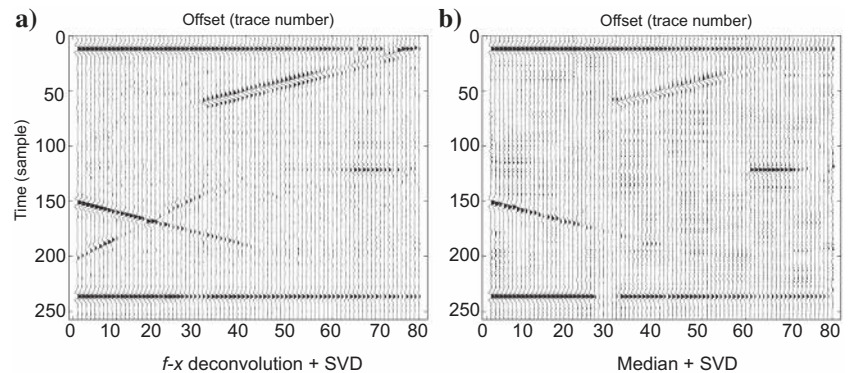 a)
Offset (trace number)
0
50
100
150
200
250
Time (sample)
0 10 20 30 40 50 60 70 80
f-x deconvolution + SVD
b)
Offset (trace number)
0
50
100
150
200
250
0 10 20 30 40 50 60 70 80
Median + SVD